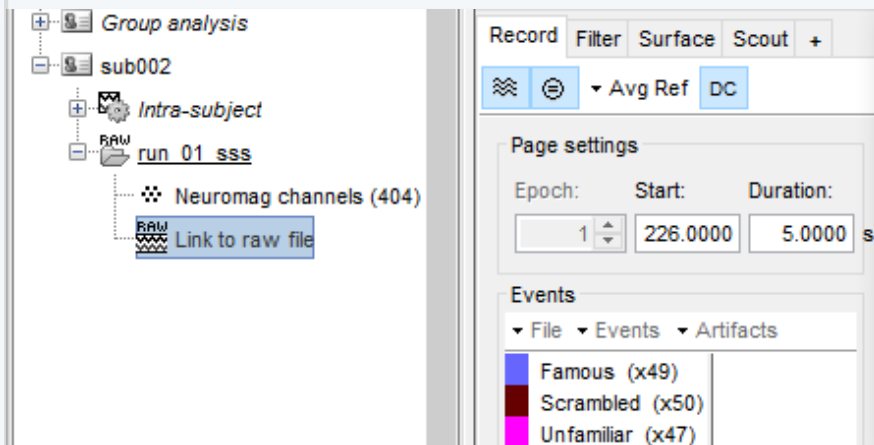 Group analysis
sub002
Intra-subject
RAW
run_01_sss
Neuromag channels (404)
RAW
Link to raw file
Record Filter Surface Scout +
Avg Ref DC
Page settings
Epoch: Start: Duration:
1 226.0000 5.0000 s
Events
File Events Artifacts
Famous (x49)
Scrambled (x50)
Unfamiliar (x47)